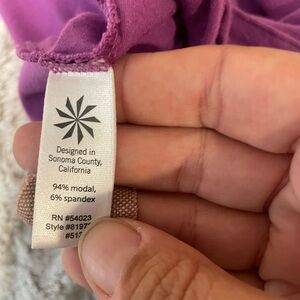 Designed in
Sonoma County,
California
94% modal,
6% spandex
RN #54023
Style